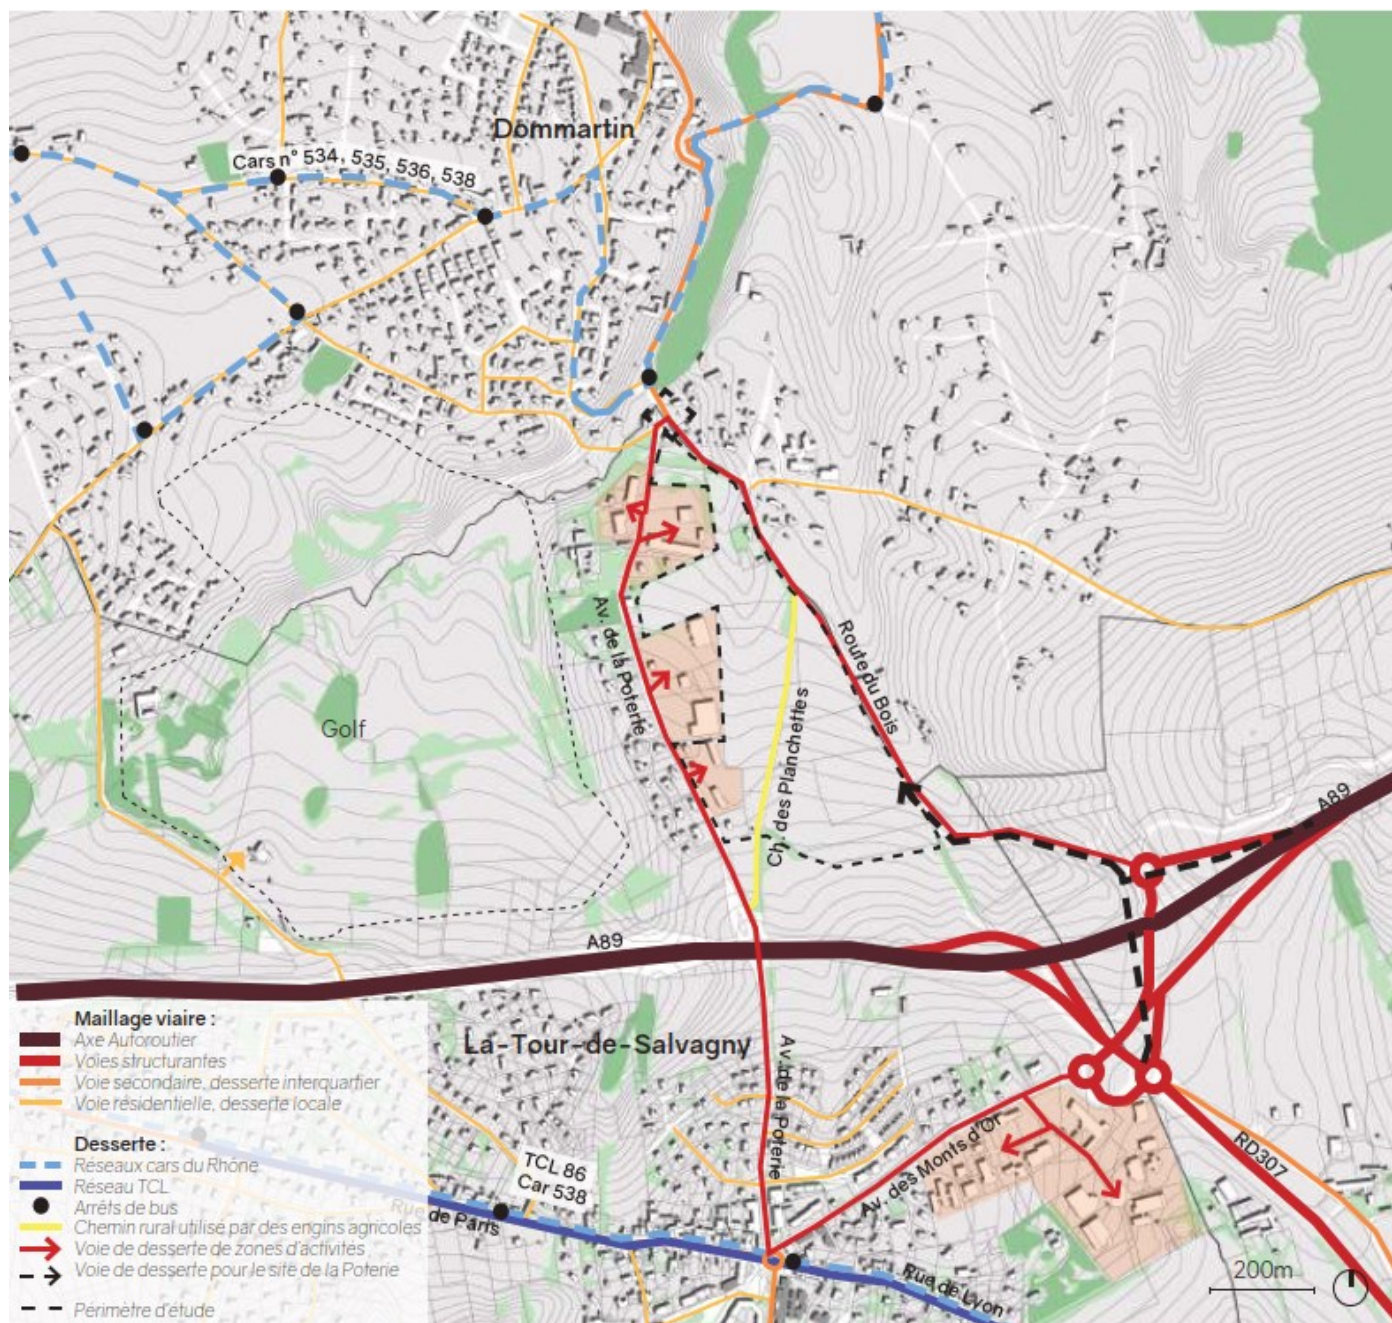 Dommartin
Cars n° 534, 535, 536, 538
Av. de la Poterie
Route du Bois
Golf
Ch. des Planchettes
A89
A89
Maillage viaire :
Axe Autoroutier
Voies structurantes
Voie secondaire, desserte interquartier
Voie résidentielle, desserte locale
La-Tour-de-Salvagny
Av. de la Poterie
Av. des Monts d'Or
RD307
Desserte :
Réseaux cars du Rhône
Réseau TCL
Arrêts de bus
Chemin rural utilisé par des engins agricoles
Voie de desserte de zones d'activités
Voie de desserte pour le site de la Poterie
Périmètre d'étude
TCL 86
Car 538
Rue de Paris
Rue de Lyon
200m